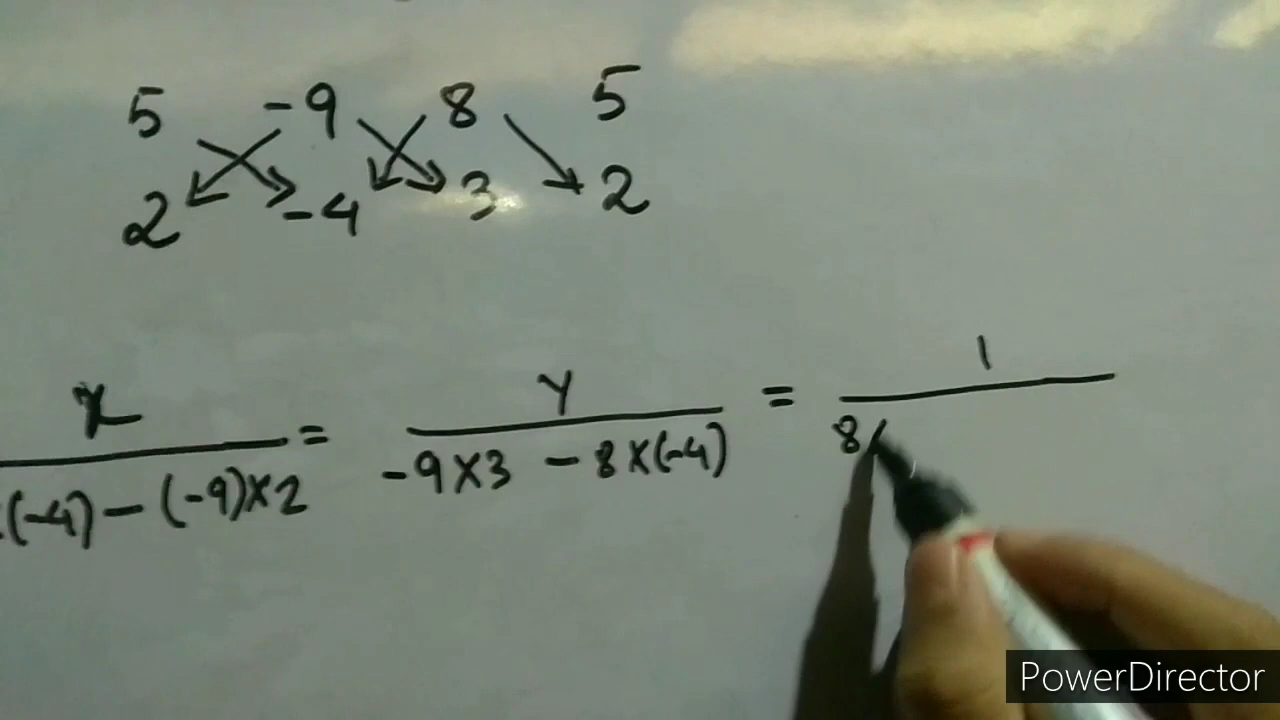 5 -9 8 5
2 -4 3 2
x = y = 1
(-4) - (-9)×2 -9×3 - 8×(-4) 8
PowerDirector